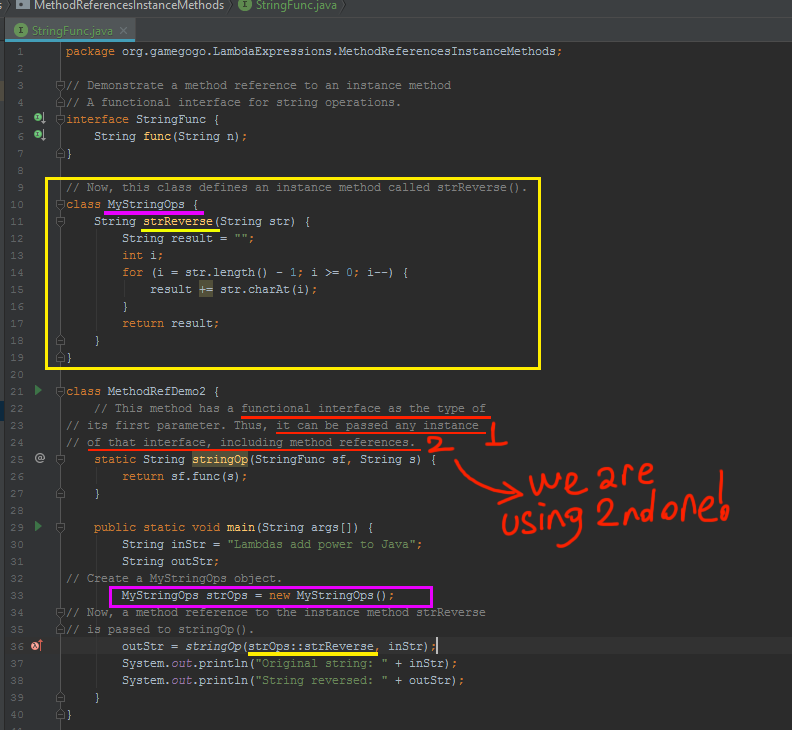 MethodReferencesInstanceMethods StringFunc.java
StringFunc.java
1 package org.gamegogo.LambdaExpressions.MethodReferencesInstanceMethods;
2
3 // Demonstrate a method reference to an instance method
4 // A functional interface for string operations.
5 interface StringFunc {
6 String func(String n);
7 }
8
9 // Now, this class defines an instance method called strReverse().
10 class MyStringOps {
11 String strReverse(String str) {
12 String result = "";
13 int i;
14 for (i = str.length() - 1; i >= 0; i--) {
15 result += str.charAt(i);
16 }
17 return result;
18 }
19 }
20
21 class MethodRefDemo2 {
22 // This method has a functional interface as the type of
23 // its first parameter. Thus, it can be passed any instance 1
24 // of that interface, including method references. 2
25 static String stringOp(StringFunc sf, String s) {
26 return sf.func(s);
27 }
28
we are
using 2nd one!
29 public static void main(String args[]) {
30 String inStr = "Lambdas add power to Java";
31 String outStr;
32 // Create a MyStringOps object.
33 MyStringOps strOps = new MyStringOps();
34 // Now, a method reference to the instance method strReverse
35 // is passed to stringOp().
36 outStr = stringOp(strOps::strReverse, inStr);
37 System.out.println("Original string: " + inStr);
38 System.out.println("String reversed: " + outStr);
39 }
40 }